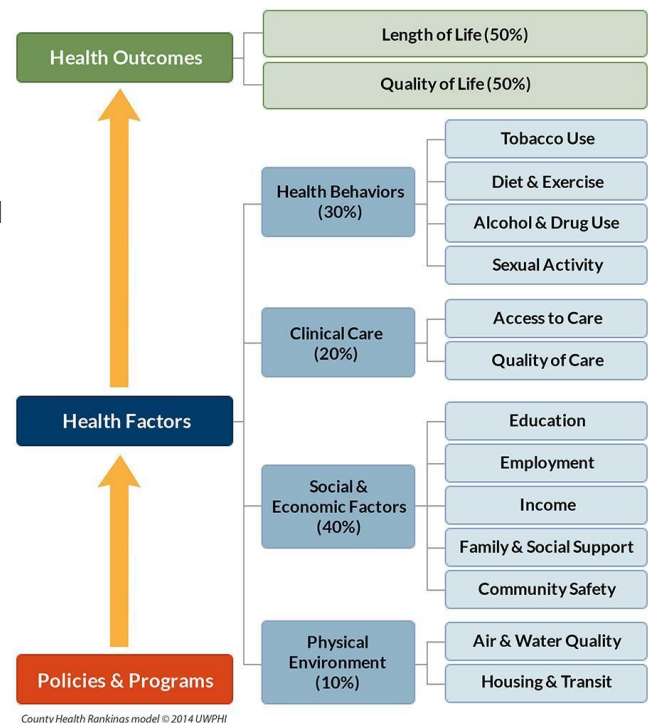 Health Outcomes
Length of Life (50%)
Quality of Life (50%)
Health Factors
Health Behaviors
(30%)
Tobacco Use
Diet & Exercise
Alcohol & Drug Use
Sexual Activity
Clinical Care
(20%)
Access to Care
Quality of Care
Social &
Economic Factors
(40%)
Education
Employment
Income
Family & Social Support
Community Safety
Physical
Environment
(10%)
Air & Water Quality
Housing & Transit
Policies & Programs
County Health Rankings model © 2014 UWPHI